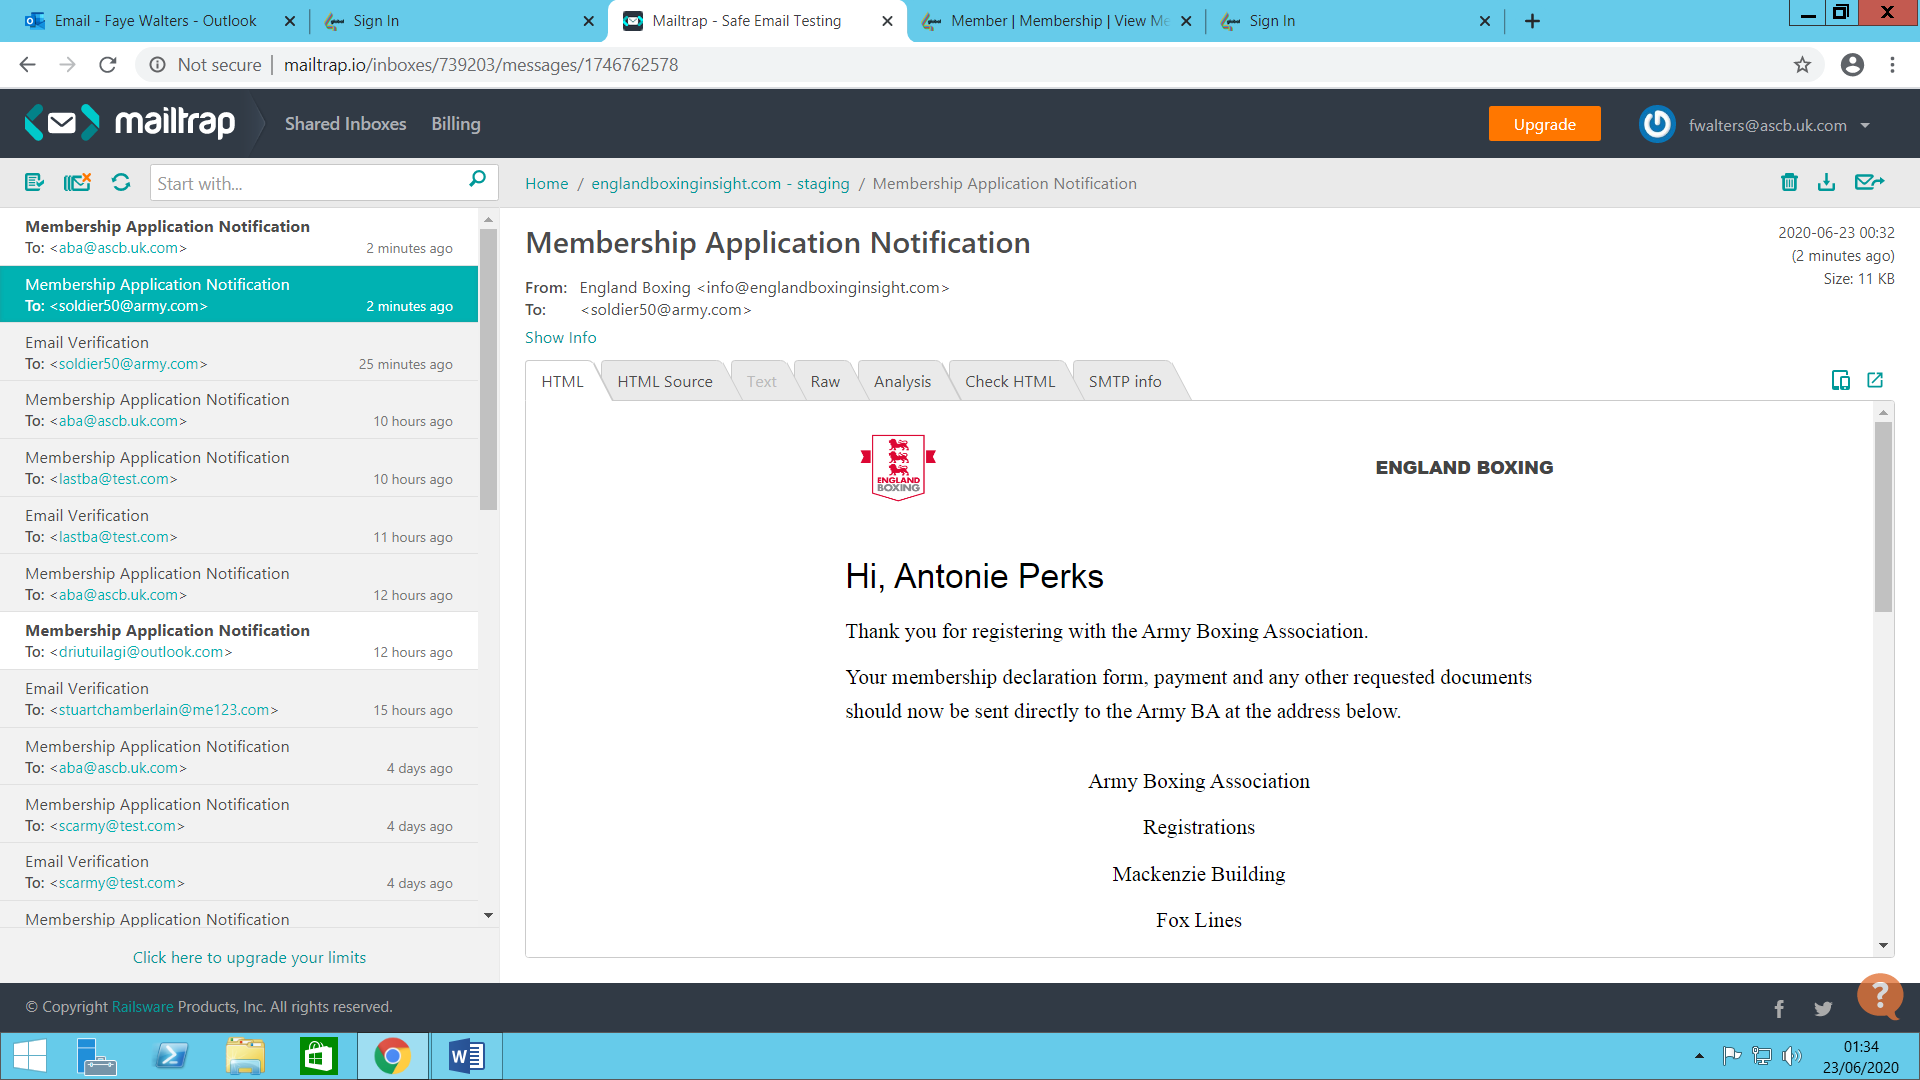 Email - Faye Walters - Outlook
Sign In
Mailtrap - Safe Email Testing
Member | Membership | View Me
Sign In
Not secure | mailtrap.io/inboxes/739203/messages/1746762578
mailtrap
Shared Inboxes
Billing
Upgrade
fwalters@ascb.uk.com
Start with...
Home / englandboxinginsight.com - staging / Membership Application Notification
Membership Application Notification
To: <aba@ascb.uk.com> 2 minutes ago
Membership Application Notification
To: <soldier50@army.com> 2 minutes ago
Email Verification
To: <soldier50@army.com> 25 minutes ago
Membership Application Notification
To: <aba@ascb.uk.com> 10 hours ago
Membership Application Notification
To: <lastba@test.com> 10 hours ago
Email Verification
To: <lastba@test.com> 11 hours ago
Membership Application Notification
To: <aba@ascb.uk.com> 12 hours ago
Membership Application Notification
To: <driutuilagi@outlook.com> 12 hours ago
Email Verification
To: <stuartchamberlain@me123.com> 15 hours ago
Membership Application Notification
To: <aba@ascb.uk.com> 4 days ago
Membership Application Notification
To: <scarmy@test.com> 4 days ago
Email Verification
To: <scarmy@test.com> 4 days ago
Membership Application Notification
Click here to upgrade your limits
Membership Application Notification
2020-06-23 00:32
(2 minutes ago)
Size: 11 KB
From: England Boxing <info@englandboxinginsight.com>
To: <soldier50@army.com>
Show Info
HTML
HTML Source
Text
Raw
Analysis
Check HTML
SMTP info
ENGLAND
BOXING
ENGLAND BOXING
Hi, Antonie Perks
Thank you for registering with the Army Boxing Association.
Your membership declaration form, payment and any other requested documents
should now be sent directly to the Army BA at the address below.
Army Boxing Association
Registrations
Mackenzie Building
Fox Lines
© Copyright Railsware Products, Inc. All rights reserved.
?
01:34
23/06/2020